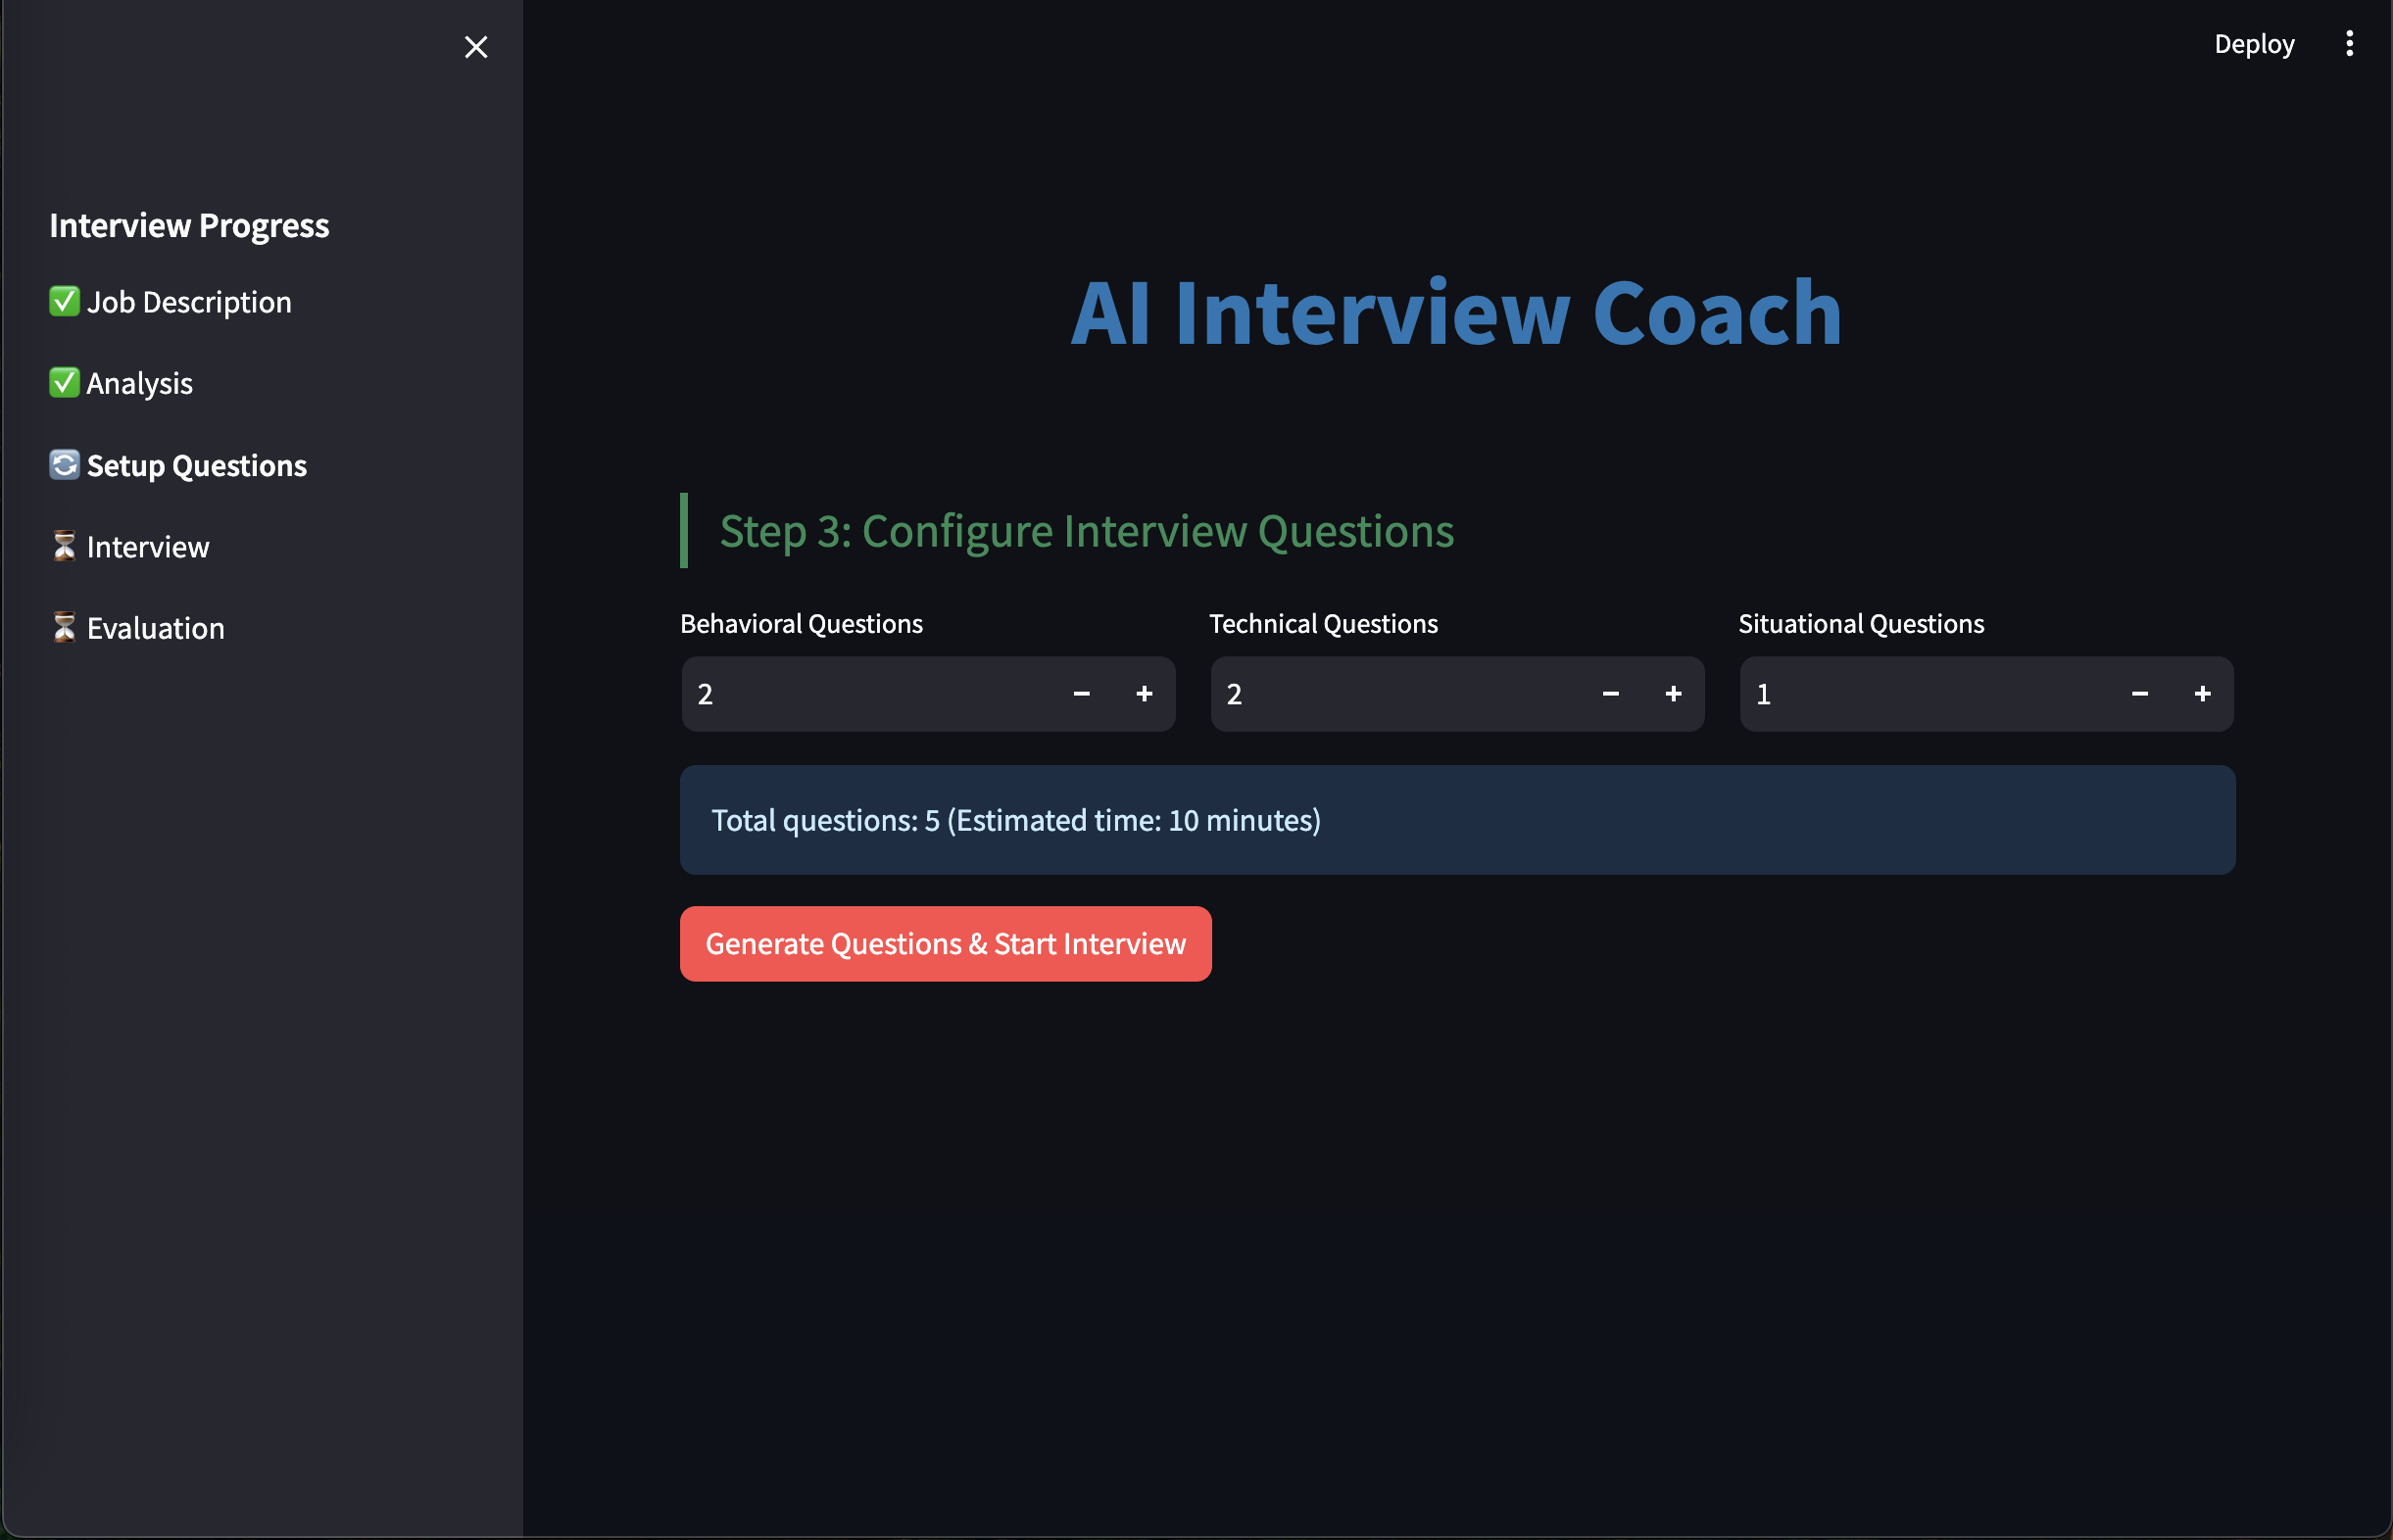 Deploy
Interview Progress
✅ Job Description
✅ Analysis
🔄 Setup Questions
⏳ Interview
⏳ Evaluation
AI Interview Coach
Step 3: Configure Interview Questions
Behavioral Questions
2
Technical Questions
2
Situational Questions
1
Total questions: 5 (Estimated time: 10 minutes)
Generate Questions & Start Interview